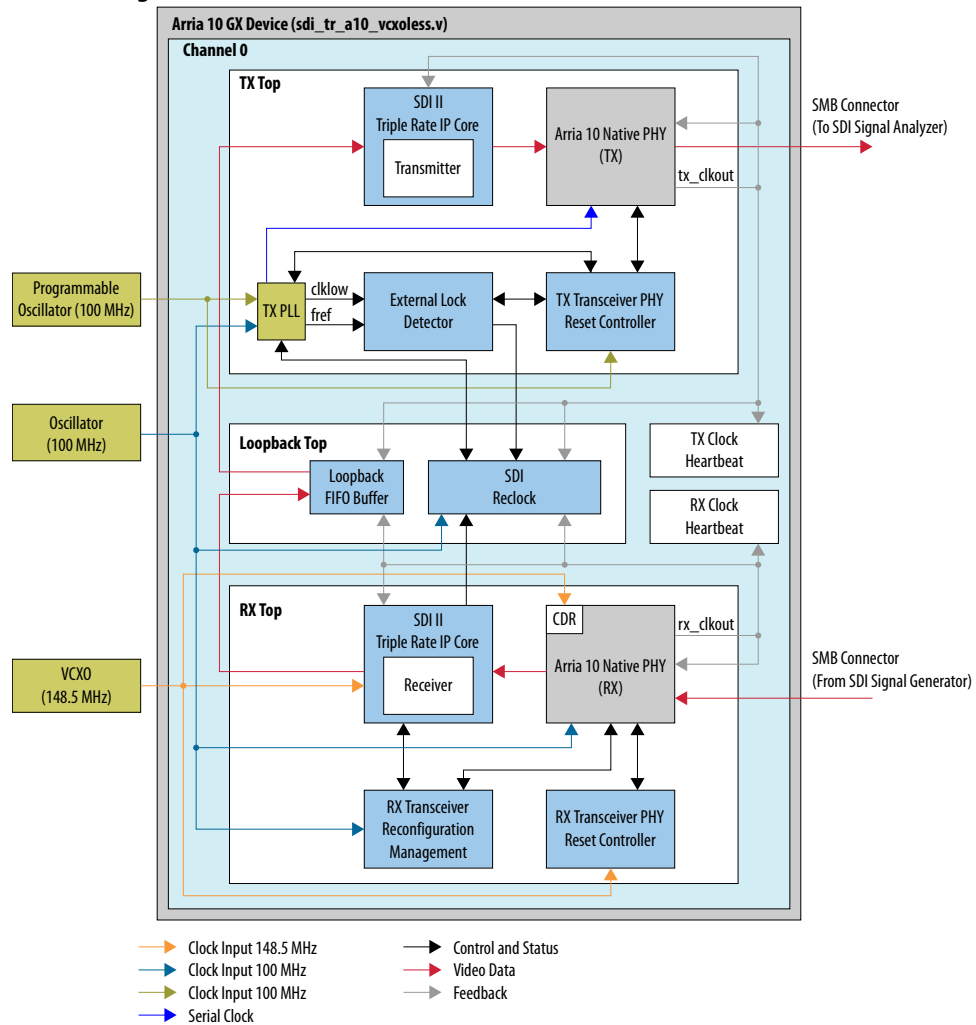 Arria 10 GX Device (sdi_tr_a10_vcxoless.v)
Channel 0
TX Top
SDI II
Triple Rate IP Core
Transmitter
Arria 10 Native PHY
(TX)
tx_clkout
SMB Connector
(To SDI Signal Analyzer)
Programmable
Oscillator (100 MHz)
TX PLL
clklow
fref
External Lock
Detector
TX Transceiver PHY
Reset Controller
Oscillator
(100 MHz)
Loopback Top
Loopback
FIFO Buffer
SDI
Reclock
TX Clock
Heartbeat
RX Clock
Heartbeat
RX Top
SDI II
Triple Rate IP Core
Receiver
CDR
Arria 10 Native PHY
(RX)
rx_clkout
SMB Connector
(From SDI Signal Generator)
VCXO
(148.5 MHz)
RX Transceiver
Reconfiguration
Management
RX Transceiver PHY
Reset Controller
Clock Input 148.5 MHz
Clock Input 100 MHz
Clock Input 100 MHz
Serial Clock
Control and Status
Video Data
Feedback